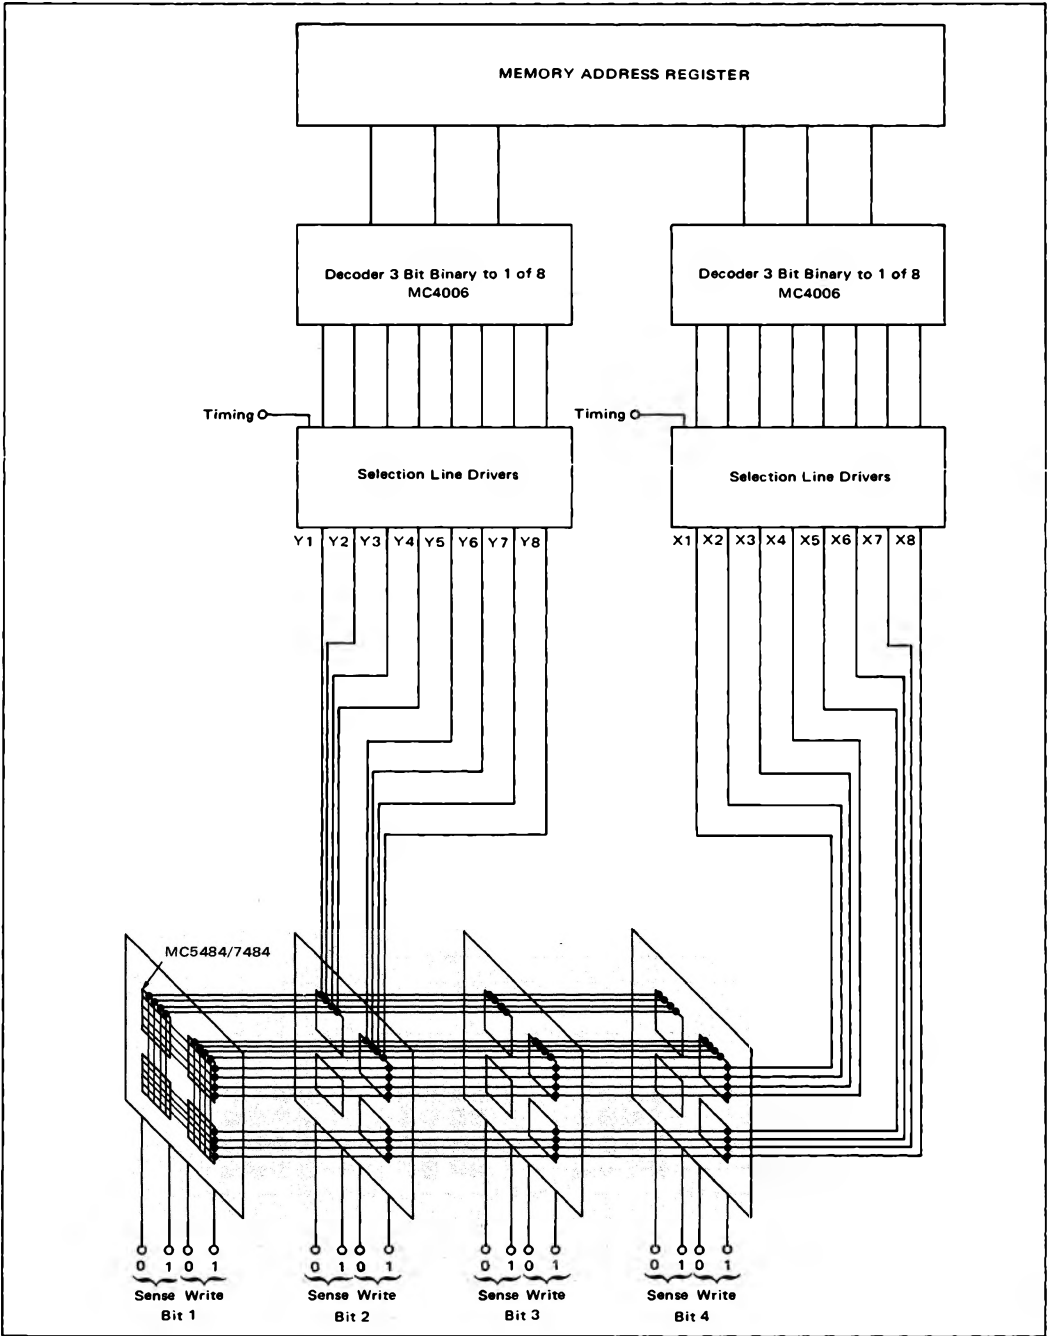 MEMORY ADDRESS REGISTER
Decoder 3 Bit Binary to 1 of 8
MC4006
Decoder 3 Bit Binary to 1 of 8
MC4006
Timing
Timing
Selection Line Drivers
Selection Line Drivers
Y1 Y2 Y3 Y4 Y5 Y6 Y7 Y8
X1 X2 X3 X4 X5 X6 X7 X8
MC5484/7484
0 1 0 1
0 1 0 1
0 1 0 1
0 1 0 1
Sense Write
Sense Write
Sense Write
Sense Write
Bit 1
Bit 2
Bit 3
Bit 4